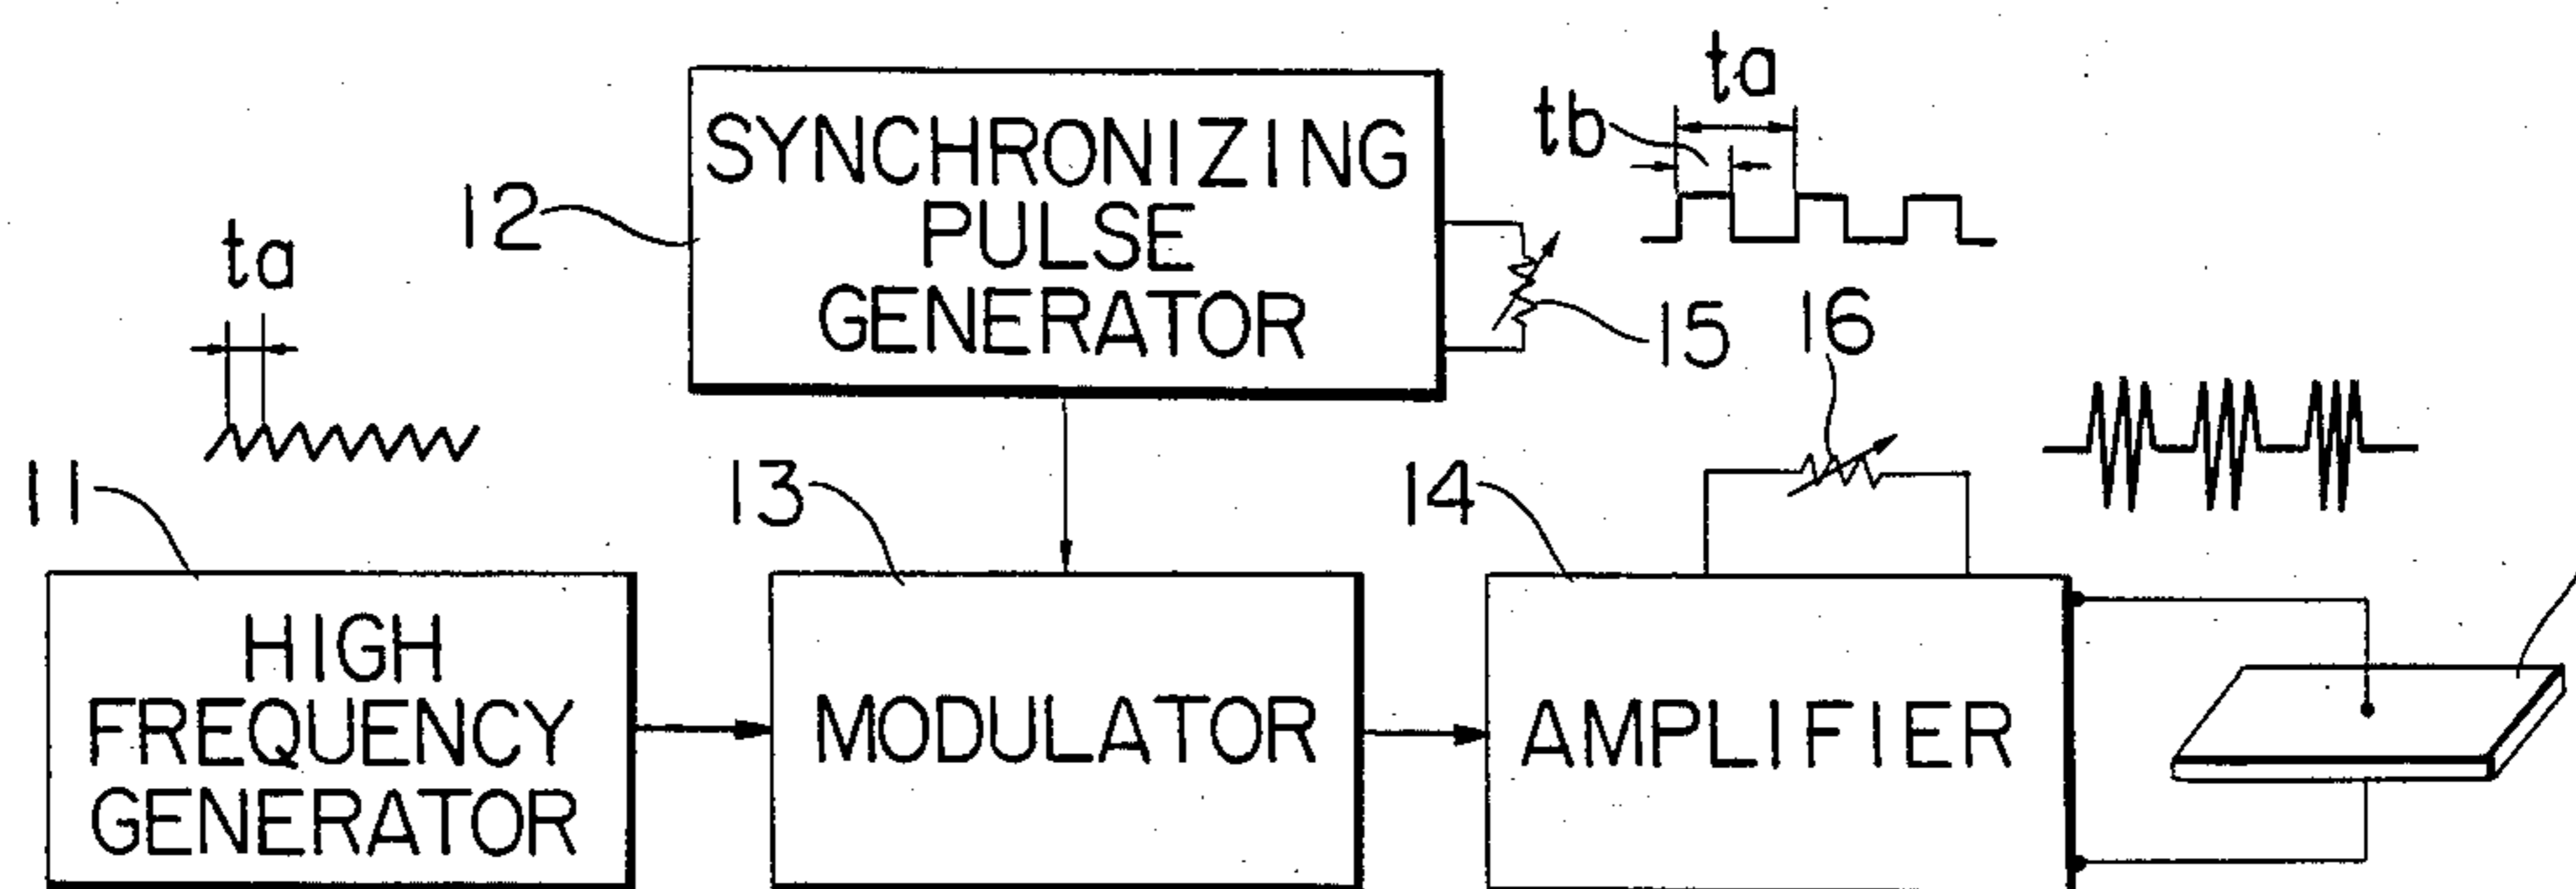 ta
tb
SYNCHRONIZING
PULSE
GENERATOR
12
ta
15
16
11
13
14
HIGH
FREQUENCY
GENERATOR
MODULATOR
AMPLIFIER